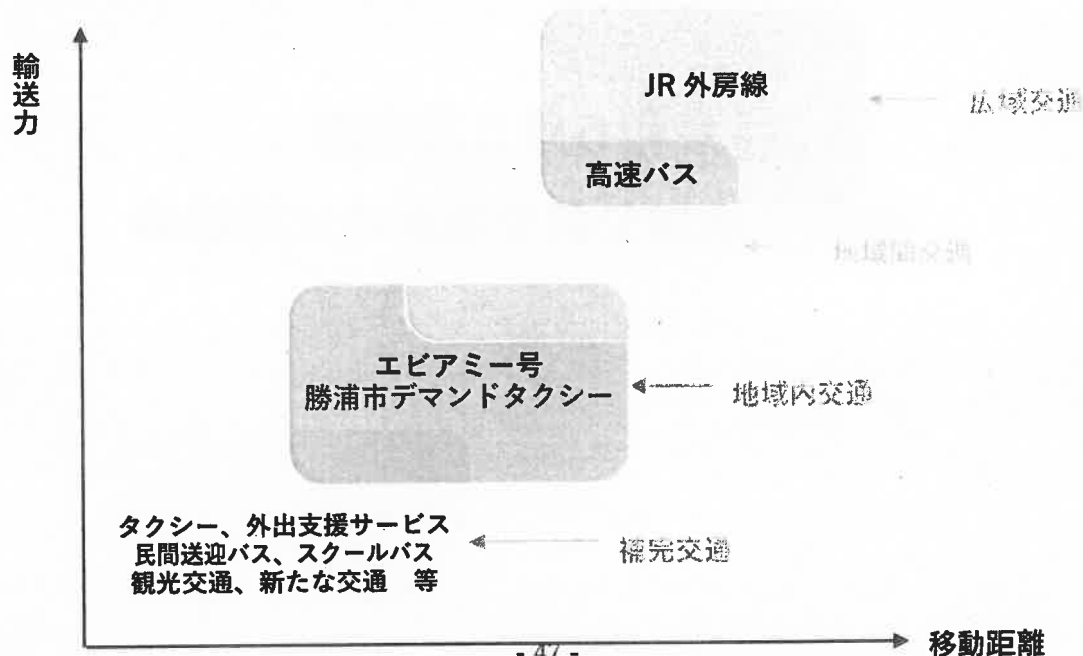 輸送力
JR 外房線
広域交通
高速バス
地域間交通
エビアミー号
勝浦市デマンドタクシー
地域内交通
タクシー、外出支援サービス
民間送迎バス、スクールバス
観光交通、新たな交通　等
補完交通
移動距離
- 47 -